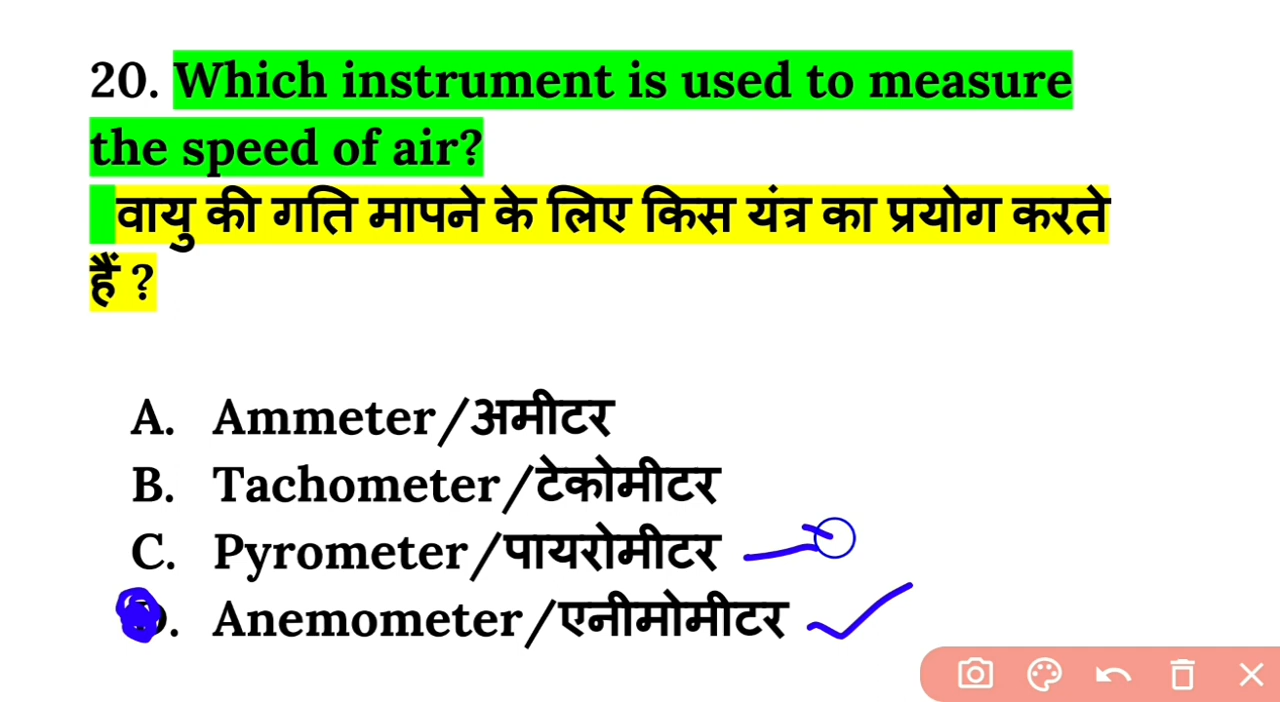 20. Which instrument is used to measure
the speed of air?
वायु की गति मापने के लिए किस यंत्र का प्रयोग करते
हैं ?
A. Ammeter/अमीटर
B. Tachometer/टेकोमीटर
C. Pyrometer/पायरोमीटर
D. Anemometer/एनीमोमीटर